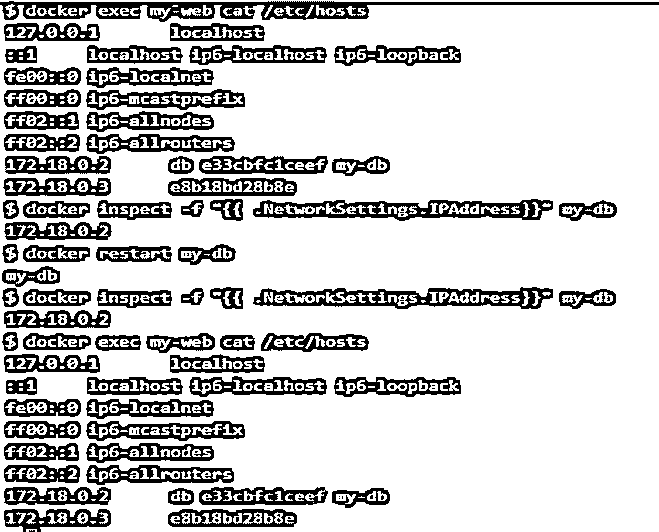 $ docker exec my-web cat /etc/hosts
127.0.0.1 localhost
::1 localhost ip6-localhost ip6-loopback
fe00::0 ip6-localnet
ff00::0 ip6-mcastprefix
ff02::1 ip6-allnodes
ff02::2 ip6-allrouters
172.18.0.2 db e33cbfc1ceef my-db
172.18.0.3 e8b18bd28b8e
$ docker inspect -f "{{ .NetworkSettings.IPAddress}}" my-db
172.18.0.2
$ docker restart my-db
my-db
$ docker inspect -f "{{ .NetworkSettings.IPAddress}}" my-db
172.18.0.2
$ docker exec my-web cat /etc/hosts
127.0.0.1 localhost
::1 localhost ip6-localhost ip6-loopback
fe00::0 ip6-localnet
ff00::0 ip6-mcastprefix
ff02::1 ip6-allnodes
ff02::2 ip6-allrouters
172.18.0.2 db e33cbfc1ceef my-db
172.18.0.3 e8b18bd28b8e